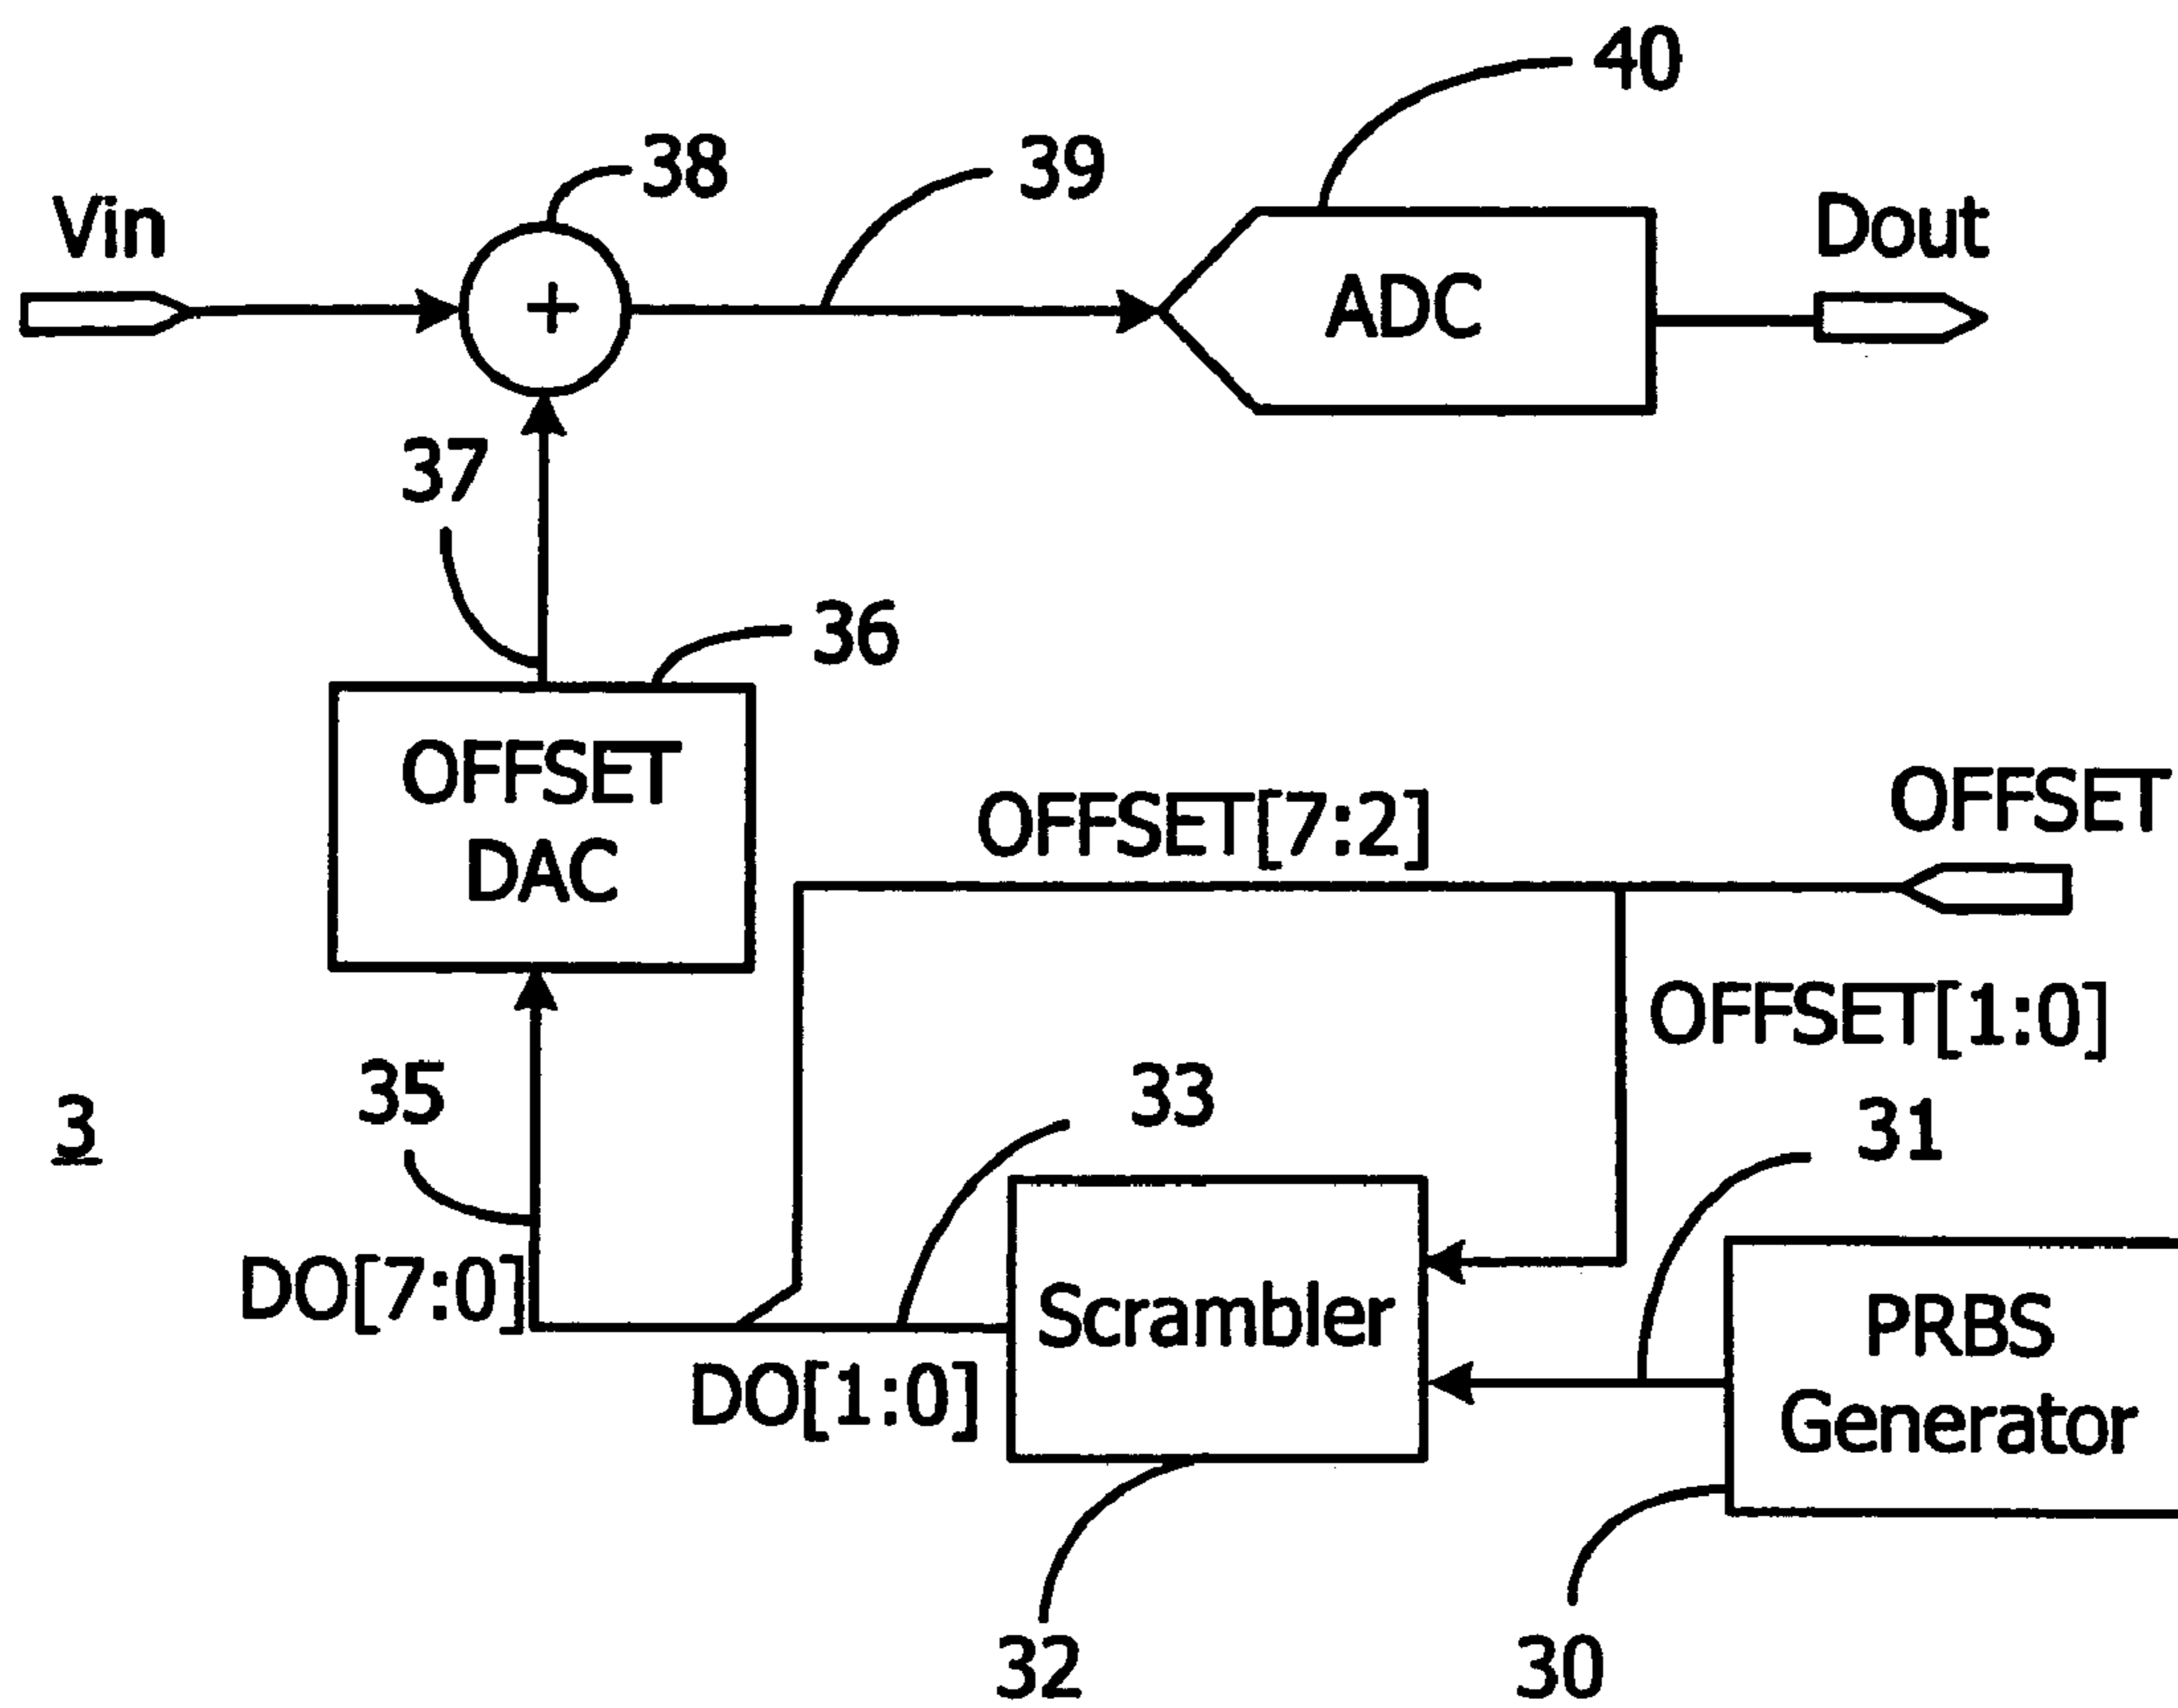 40
38
39
Vin
Dout
+
ADC
37
36
OFFSET
DAC
OFFSET[7:2]
OFFSET
OFFSET[1:0]
35
33
3
31
DO[7:0]
Scrambler
PRBS
Generator
DO[1:0]
32
30